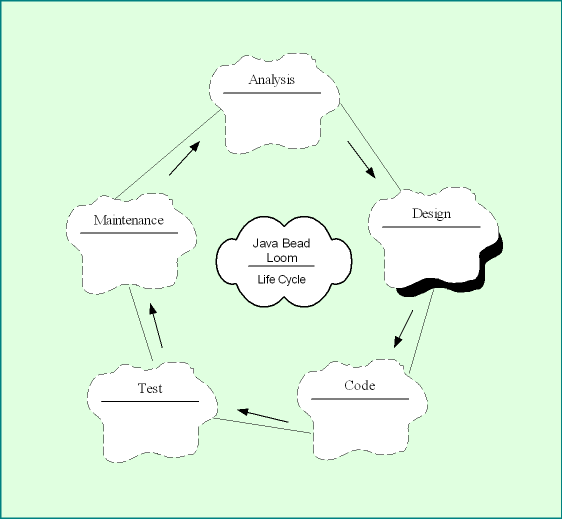 Analysis
Design
Maintenance
Java Bead
Loom
Life Cycle
Test
Code